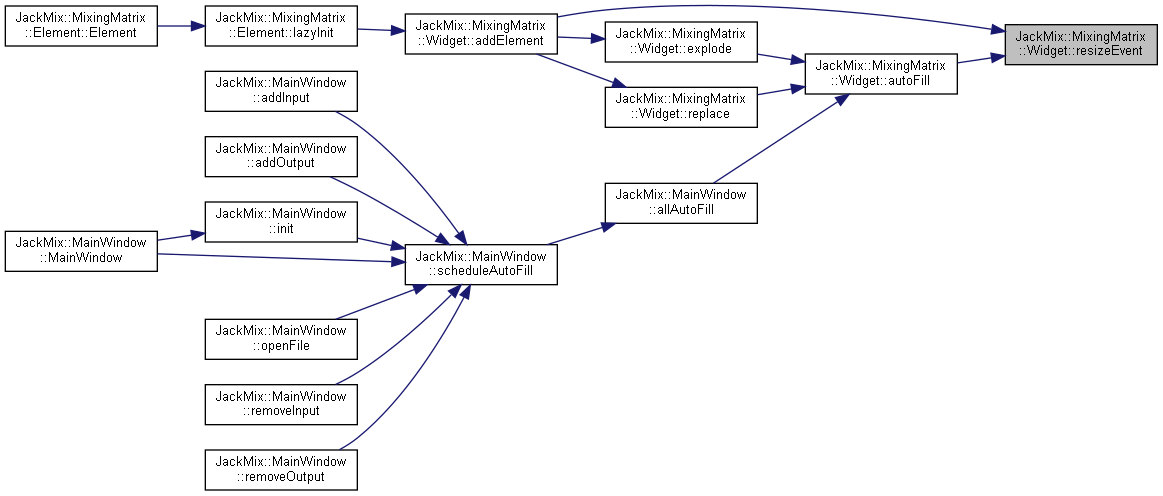 JackMix::MixingMatrix
::Element::Element
JackMix::MixingMatrix
::Element::lazyInit
JackMix::MixingMatrix
::Widget::addElement
JackMix::MixingMatrix
::Widget::explode
JackMix::MixingMatrix
::Widget::replace
JackMix::MixingMatrix
::Widget::autoFill
JackMix::MixingMatrix
::Widget::resizeEvent
JackMix::MainWindow
::addInput
JackMix::MainWindow
::addOutput
JackMix::MainWindow
::init
JackMix::MainWindow
::MainWindow
JackMix::MainWindow
::scheduleAutoFill
JackMix::MainWindow
::allAutoFill
JackMix::MainWindow
::openFile
JackMix::MainWindow
::removeInput
JackMix::MainWindow
::removeOutput